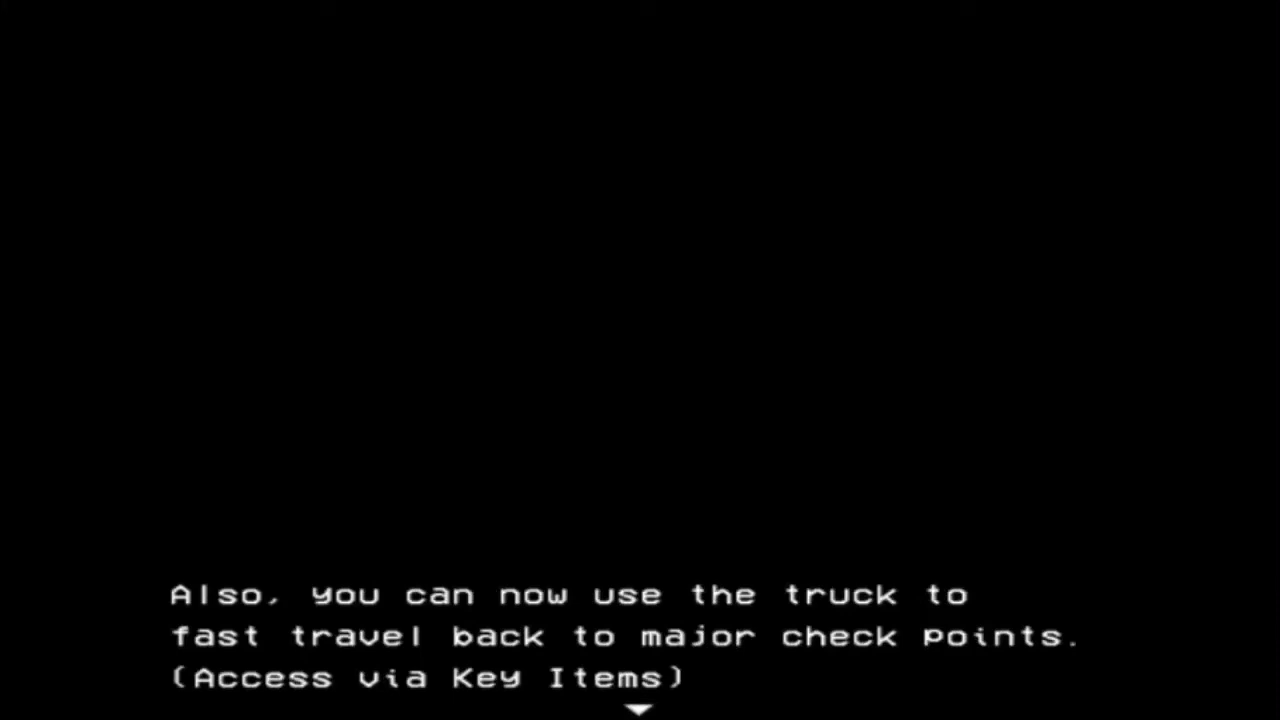 Also, you can now use the truck to
fast travel back to major check points.
(Access via Key Items)